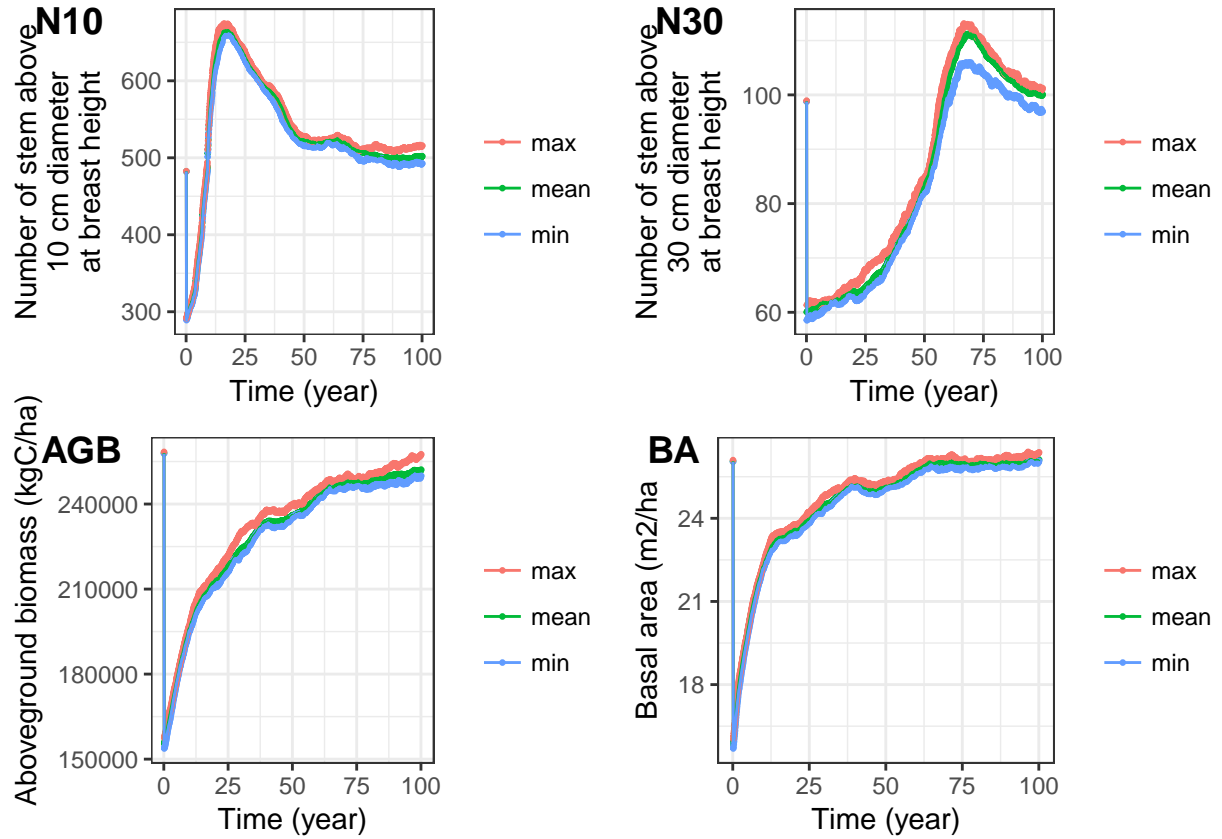 N10
Number of stem above
10 cm diameter
at breast height
600
500
400
300
0
25
50
75
100
Time (year)
max
mean
min
N30
Number of stem above
30 cm diameter
at breast height
100
80
60
0
25
50
75
100
Time (year)
max
mean
min
AGB
Aboveground biomass (kgC/ha)
240000
210000
180000
150000
0
25
50
75
100
Time (year)
max
mean
min
BA
Basal area (m2/ha)
24
21
18
0
25
50
75
100
Time (year)
max
mean
min